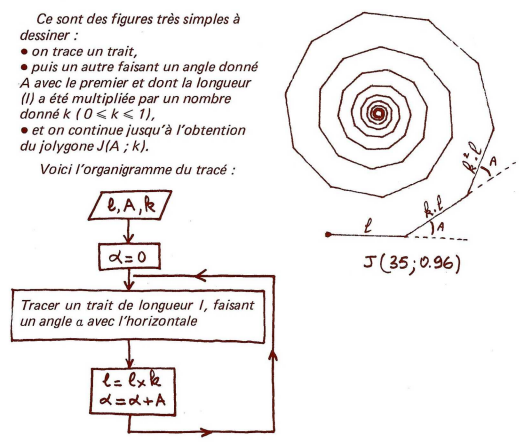 Ce sont des figures très simples à
dessiner :
● on trace un trait,
● puis un autre faisant un angle donné
A avec le premier et dont la longueur
(l) a été multipliée par un nombre
donné k ( 0 ⩽ k ⩽ 1),
● et on continue jusqu'à l'obtention
du jolygone J(A ; k).
Voici l'organigramme du tracé :
l, A, k
α = 0
Tracer un trait de longueur l, faisant
un angle α avec l'horizontale
l = l × k
α = α + A
k².l
A
k.l
A
l
J(35;0.96)